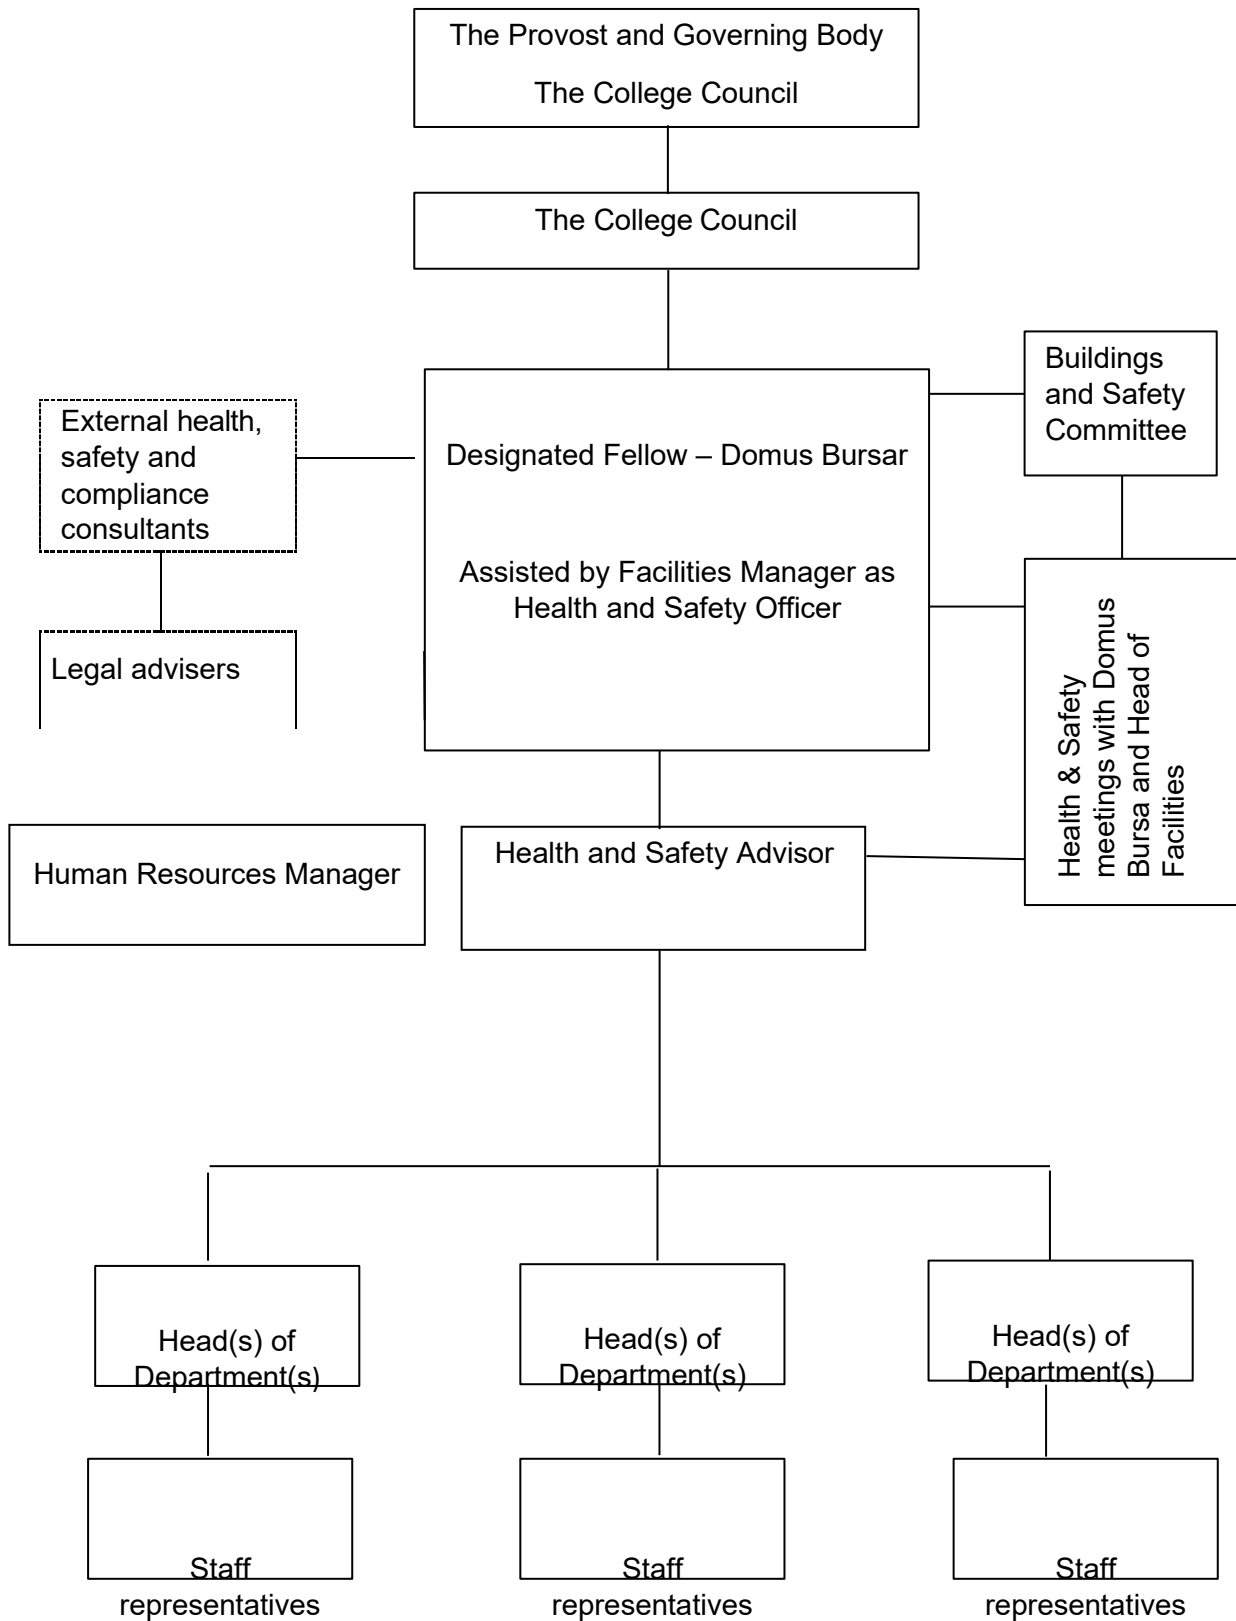 The Provost and Governing Body
The College Council
The College Council
Buildings
and Safety
Committee
External health,
safety and
compliance
consultants
Designated Fellow – Domus Bursar
Assisted by Facilities Manager as
Health and Safety Officer
Health & Safety
meetings with Domus
Bursa and Head of
Facilities
Legal advisers
Human Resources Manager
Health and Safety Advisor
Head(s) of
Department(s)
Head(s) of
Department(s)
Head(s) of
Department(s)
Staff
representatives
Staff
representatives
Staff
representatives